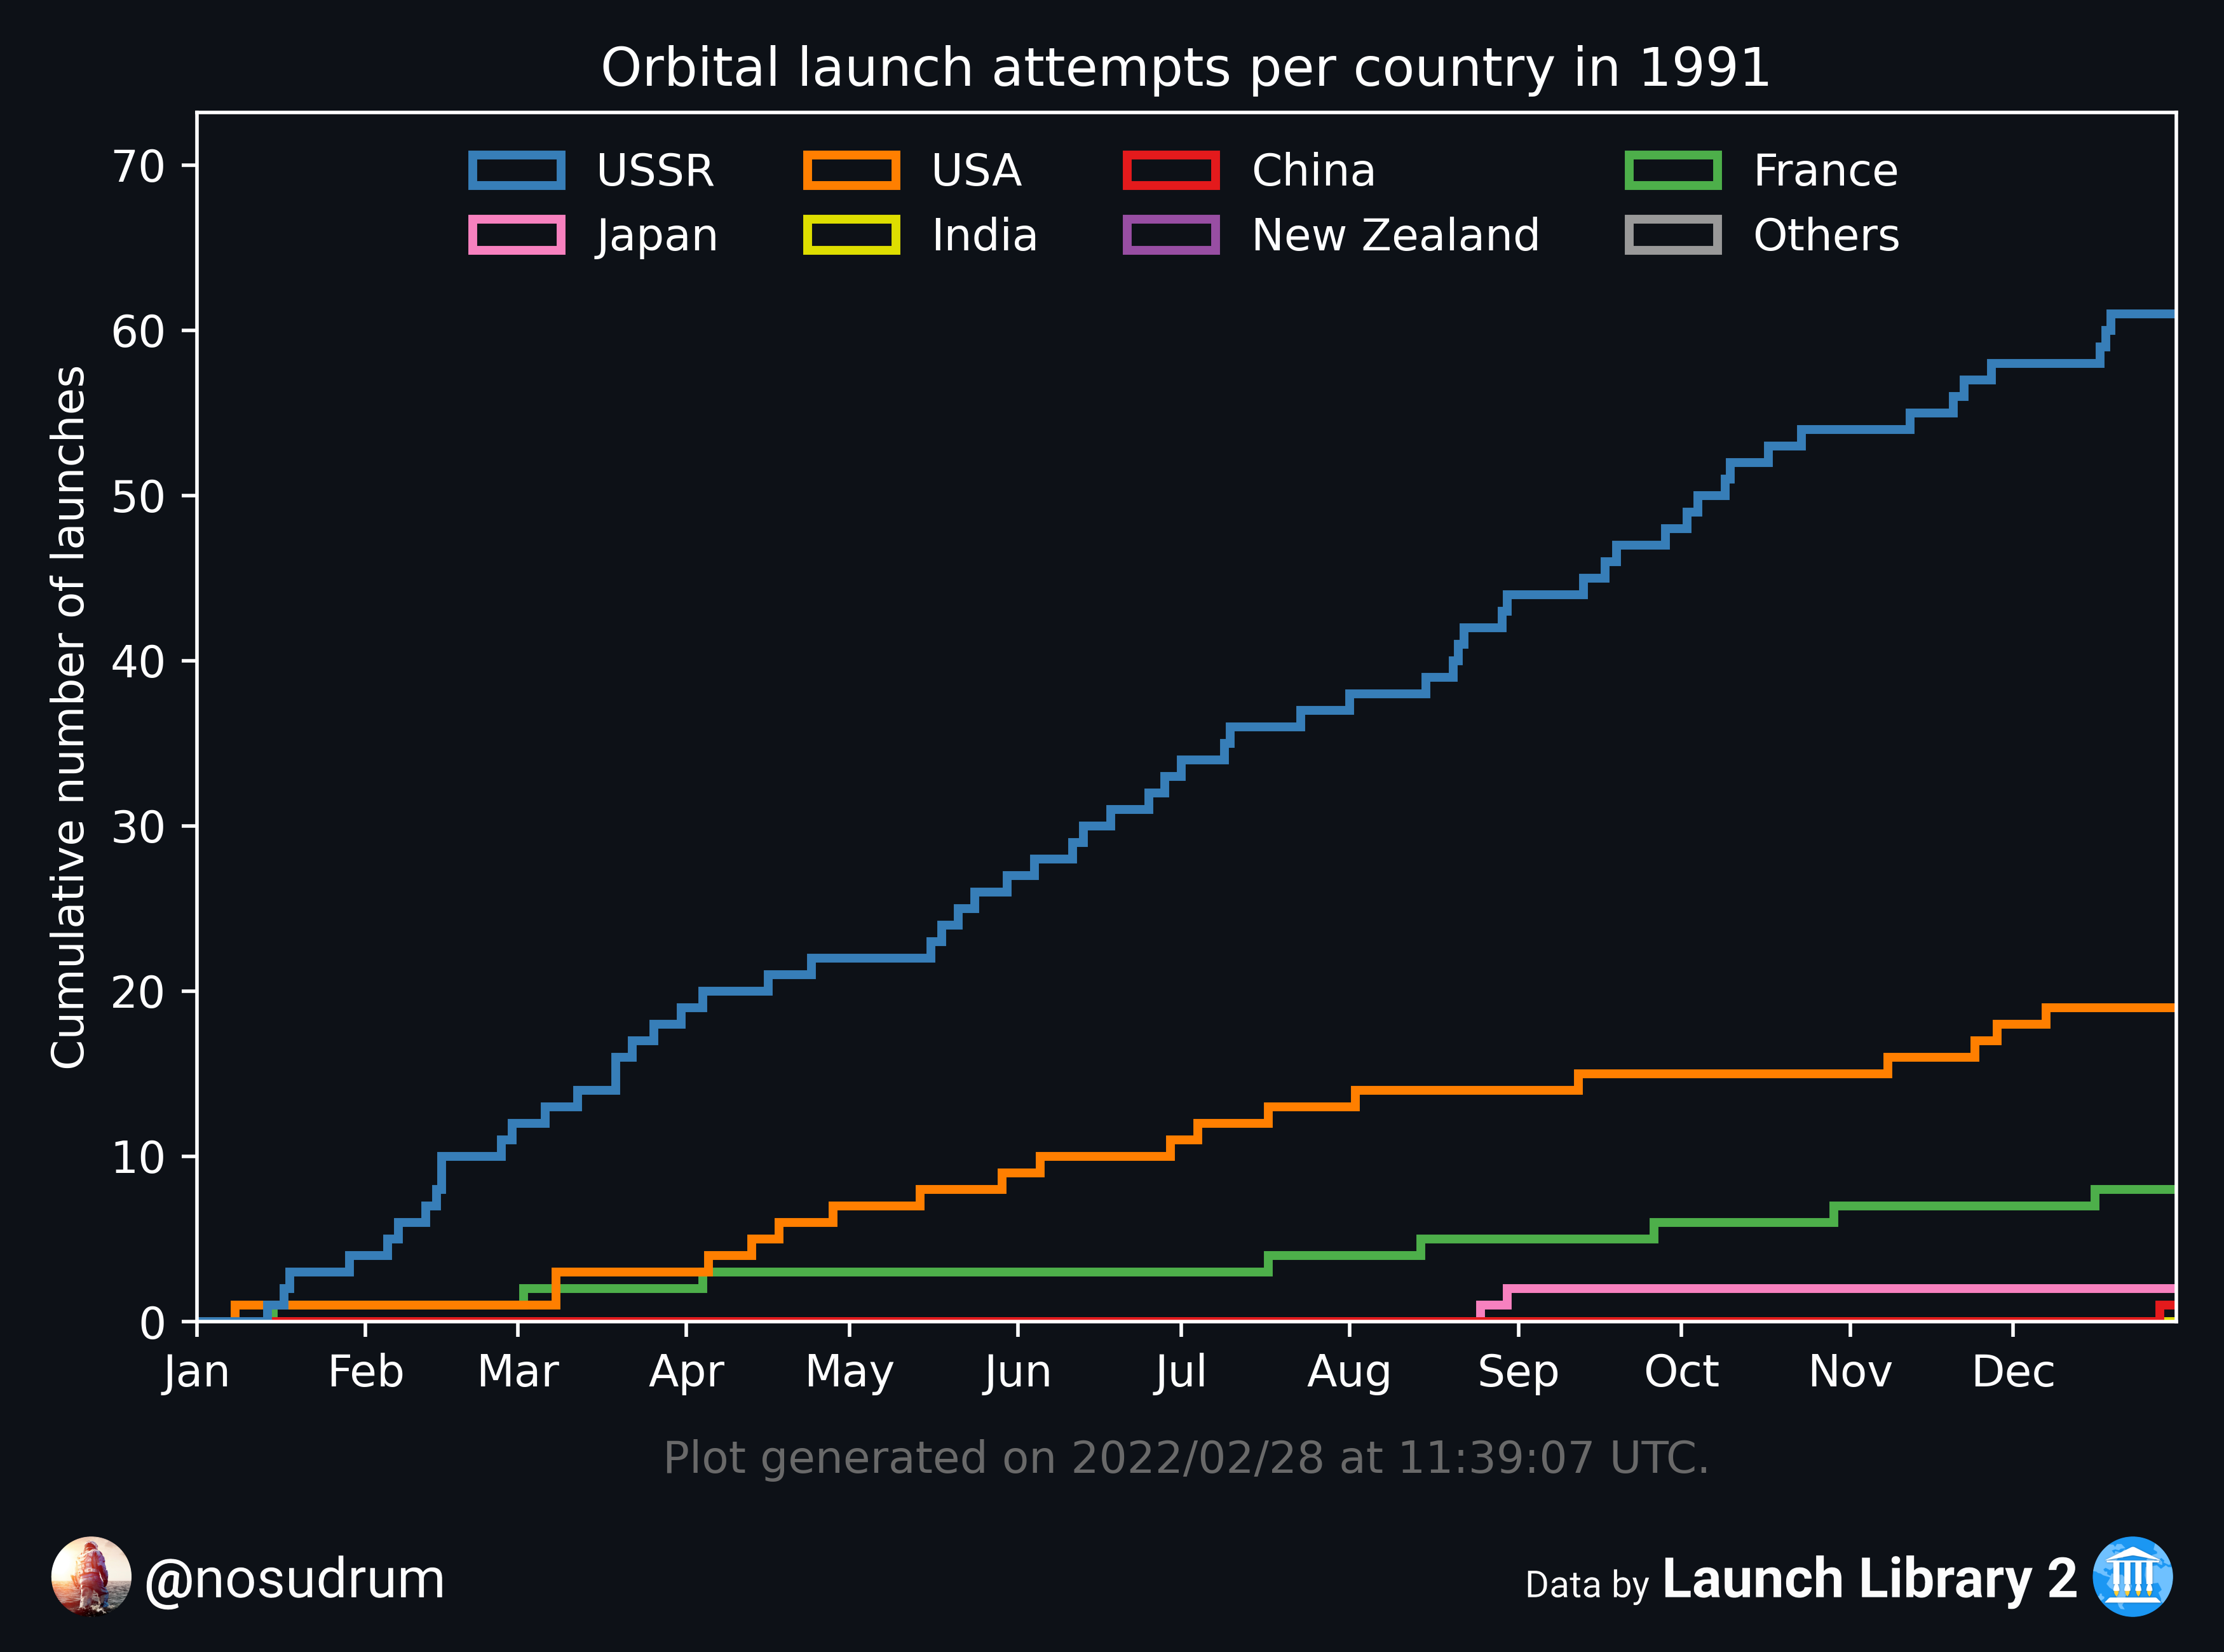 Orbital launch attempts per country in 1991
USSR USA China France
Japan India New Zealand Others
Cumulative number of launches
70
60
50
40
30
20
10
0
Jan Feb Mar Apr May Jun Jul Aug Sep Oct Nov Dec
Plot generated on 2022/02/28 at 11:39:07 UTC.
@nosudrum
Data by Launch Library 2